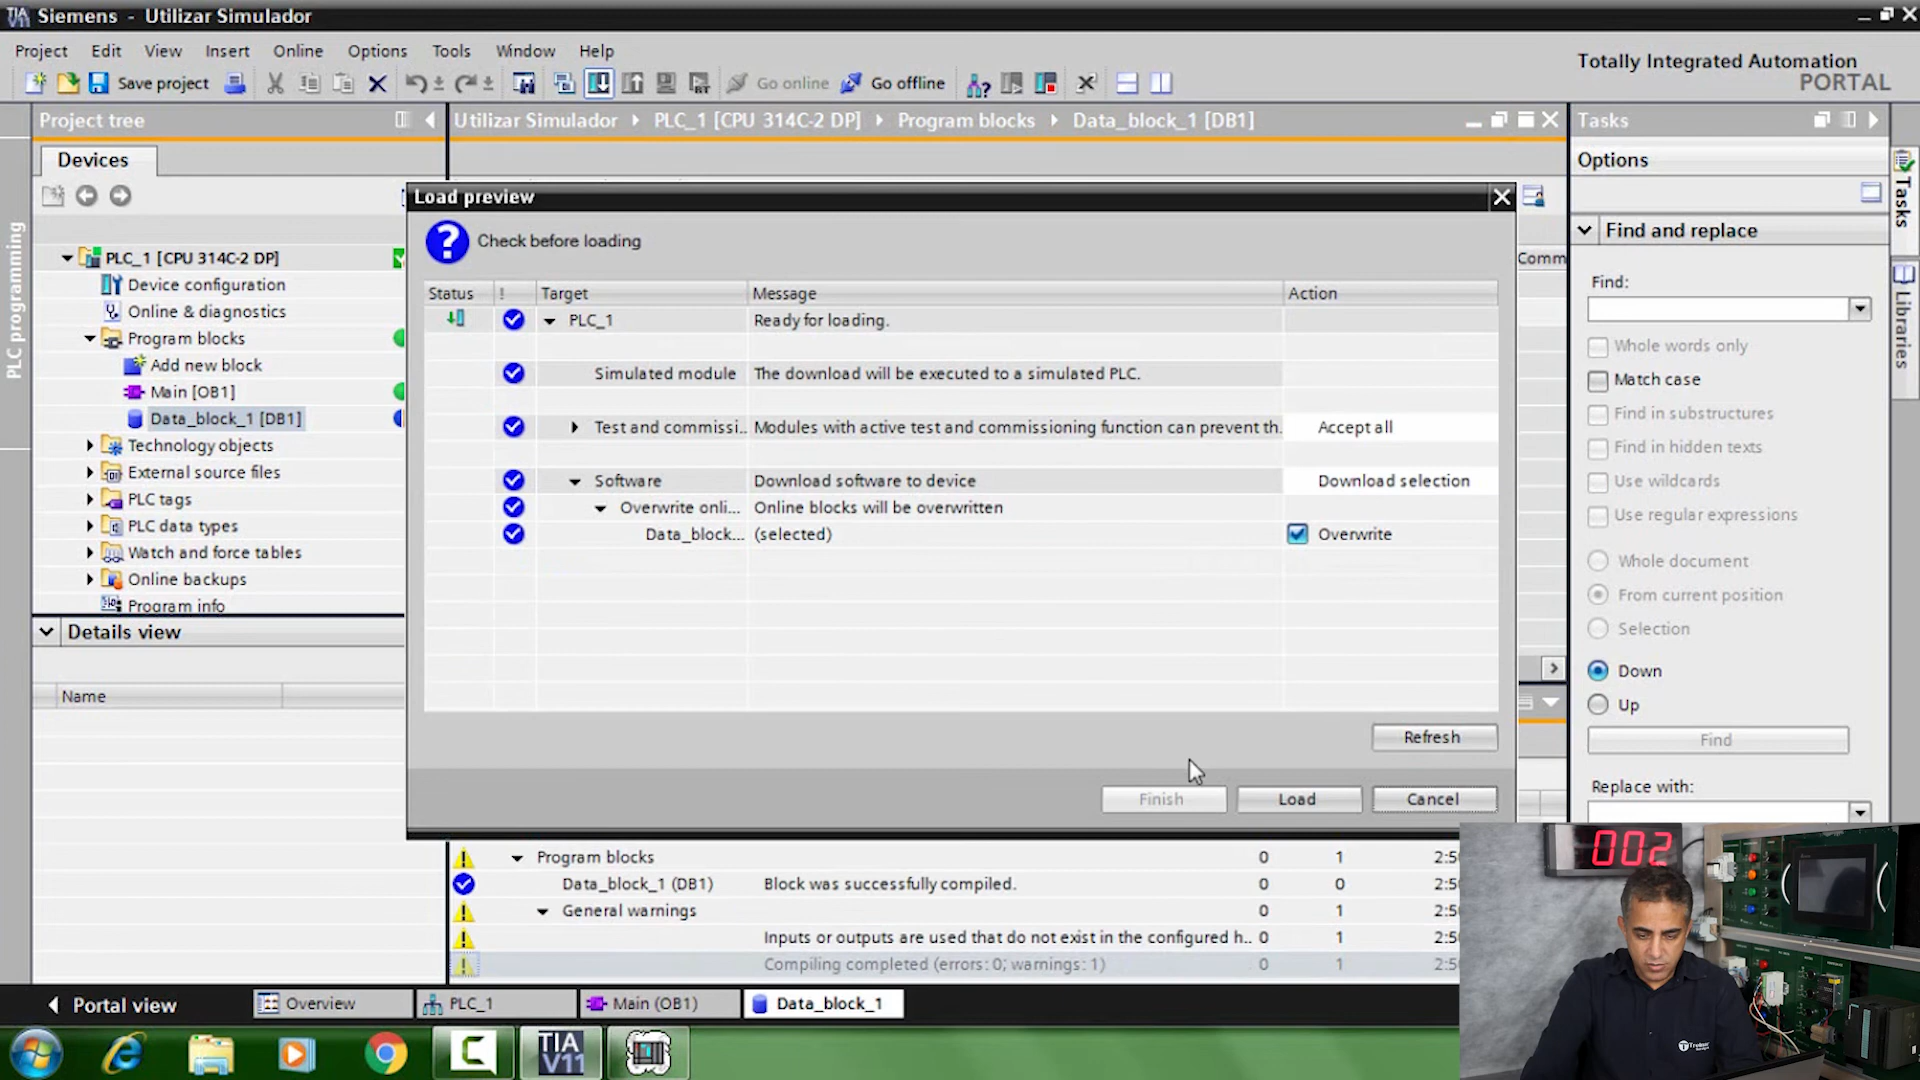 Siemens - Utilizar Simulador
Project Edit View Insert Online Options Tools Window Help
Totally Integrated Automation
PORTAL
Save project
Go online
Go offline
Project tree
Utilizar Simulador
PLC_1 [CPU 314C-2 DP]
Program blocks
Data_block_1 [DB1]
Tasks
Devices
Options
PLC programming
PLC_1 [CPU 314C-2 DP]
Device configuration
Online & diagnostics
Program blocks
Add new block
Main [OB1]
Data_block_1 [DB1]
Technology objects
External source files
PLC tags
PLC data types
Watch and force tables
Online backups
Program info
Details view
Name
Load preview
Check before loading
Status ! Target Message Action
PLC_1 Ready for loading.
Simulated module The download will be executed to a simulated PLC.
Test and commissi... Modules with active test and commissioning function can prevent th... Accept all
Software Download software to device Download selection
Overwrite onli... Online blocks will be overwritten
Data_block... (selected) Overwrite
Refresh
Finish Load Cancel
Comm
Find and replace
Find:
Whole words only
Match case
Find in substructures
Find in hidden texts
Use wildcards
Use regular expressions
Whole document
From current position
Selection
Down
Up
Find
Replace with:
Tasks
Libraries
Program blocks 0 1 2:5
Data_block_1 (DB1) Block was successfully compiled. 0 0 2:5
General warnings 0 1 2:5
Inputs or outputs are used that do not exist in the configured h.. 0 1 2:5
Compiling completed (errors: 0; warnings: 1) 0 1 2:5
Portal view
Overview
PLC_1
Main (OB1)
Data_block_1
TIA
V11
002